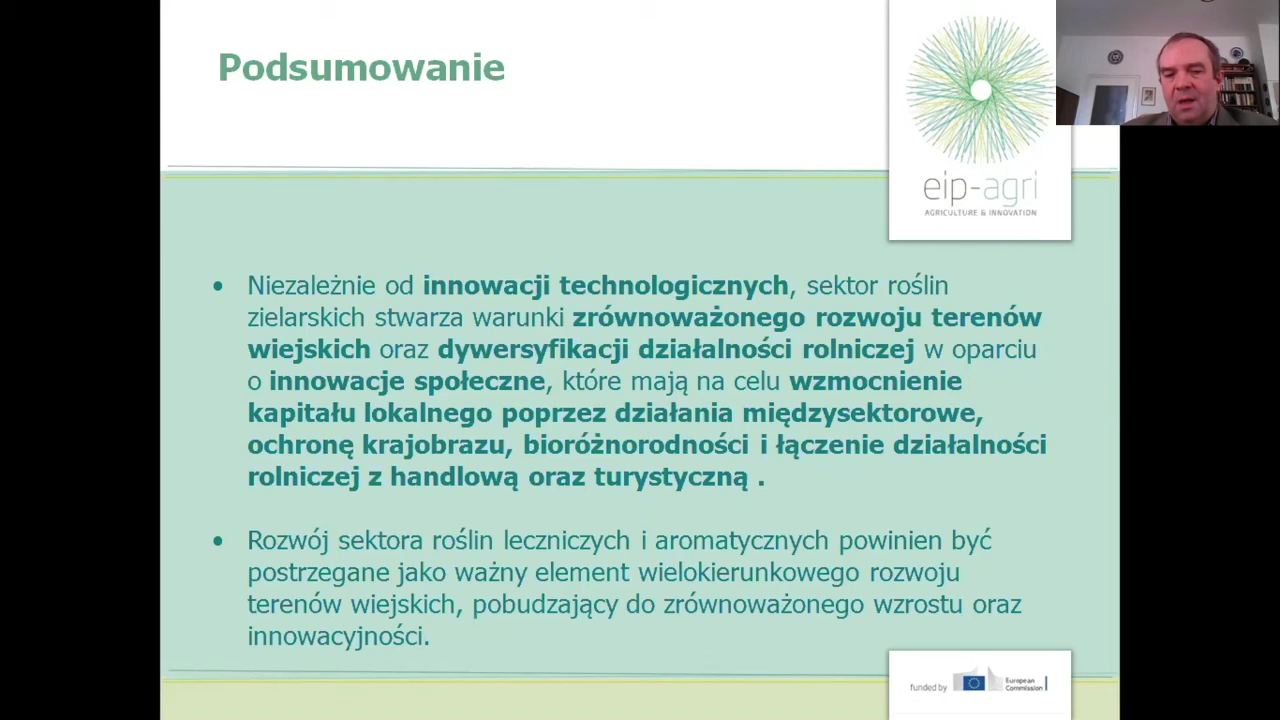 Podsumowanie
eip-agri
AGRICULTURE & INNOVATION
• Niezależnie od innowacji technologicznych, sektor roślin
zielarskich stwarza warunki zrównoważonego rozwoju terenów
wiejskich oraz dywersyfikacji działalności rolniczej w oparciu
o innowacje społeczne, które mają na celu wzmocnienie
kapitału lokalnego poprzez działania międzysektorowe,
ochronę krajobrazu, bioróżnorodności i łączenie działalności
rolniczej z handlową oraz turystyczną .
• Rozwój sektora roślin leczniczych i aromatycznych powinien być
postrzegane jako ważny element wielokierunkowego rozwoju
terenów wiejskich, pobudzający do zrównoważonego wzrostu oraz
innowacyjności.
funded by
European
Commission